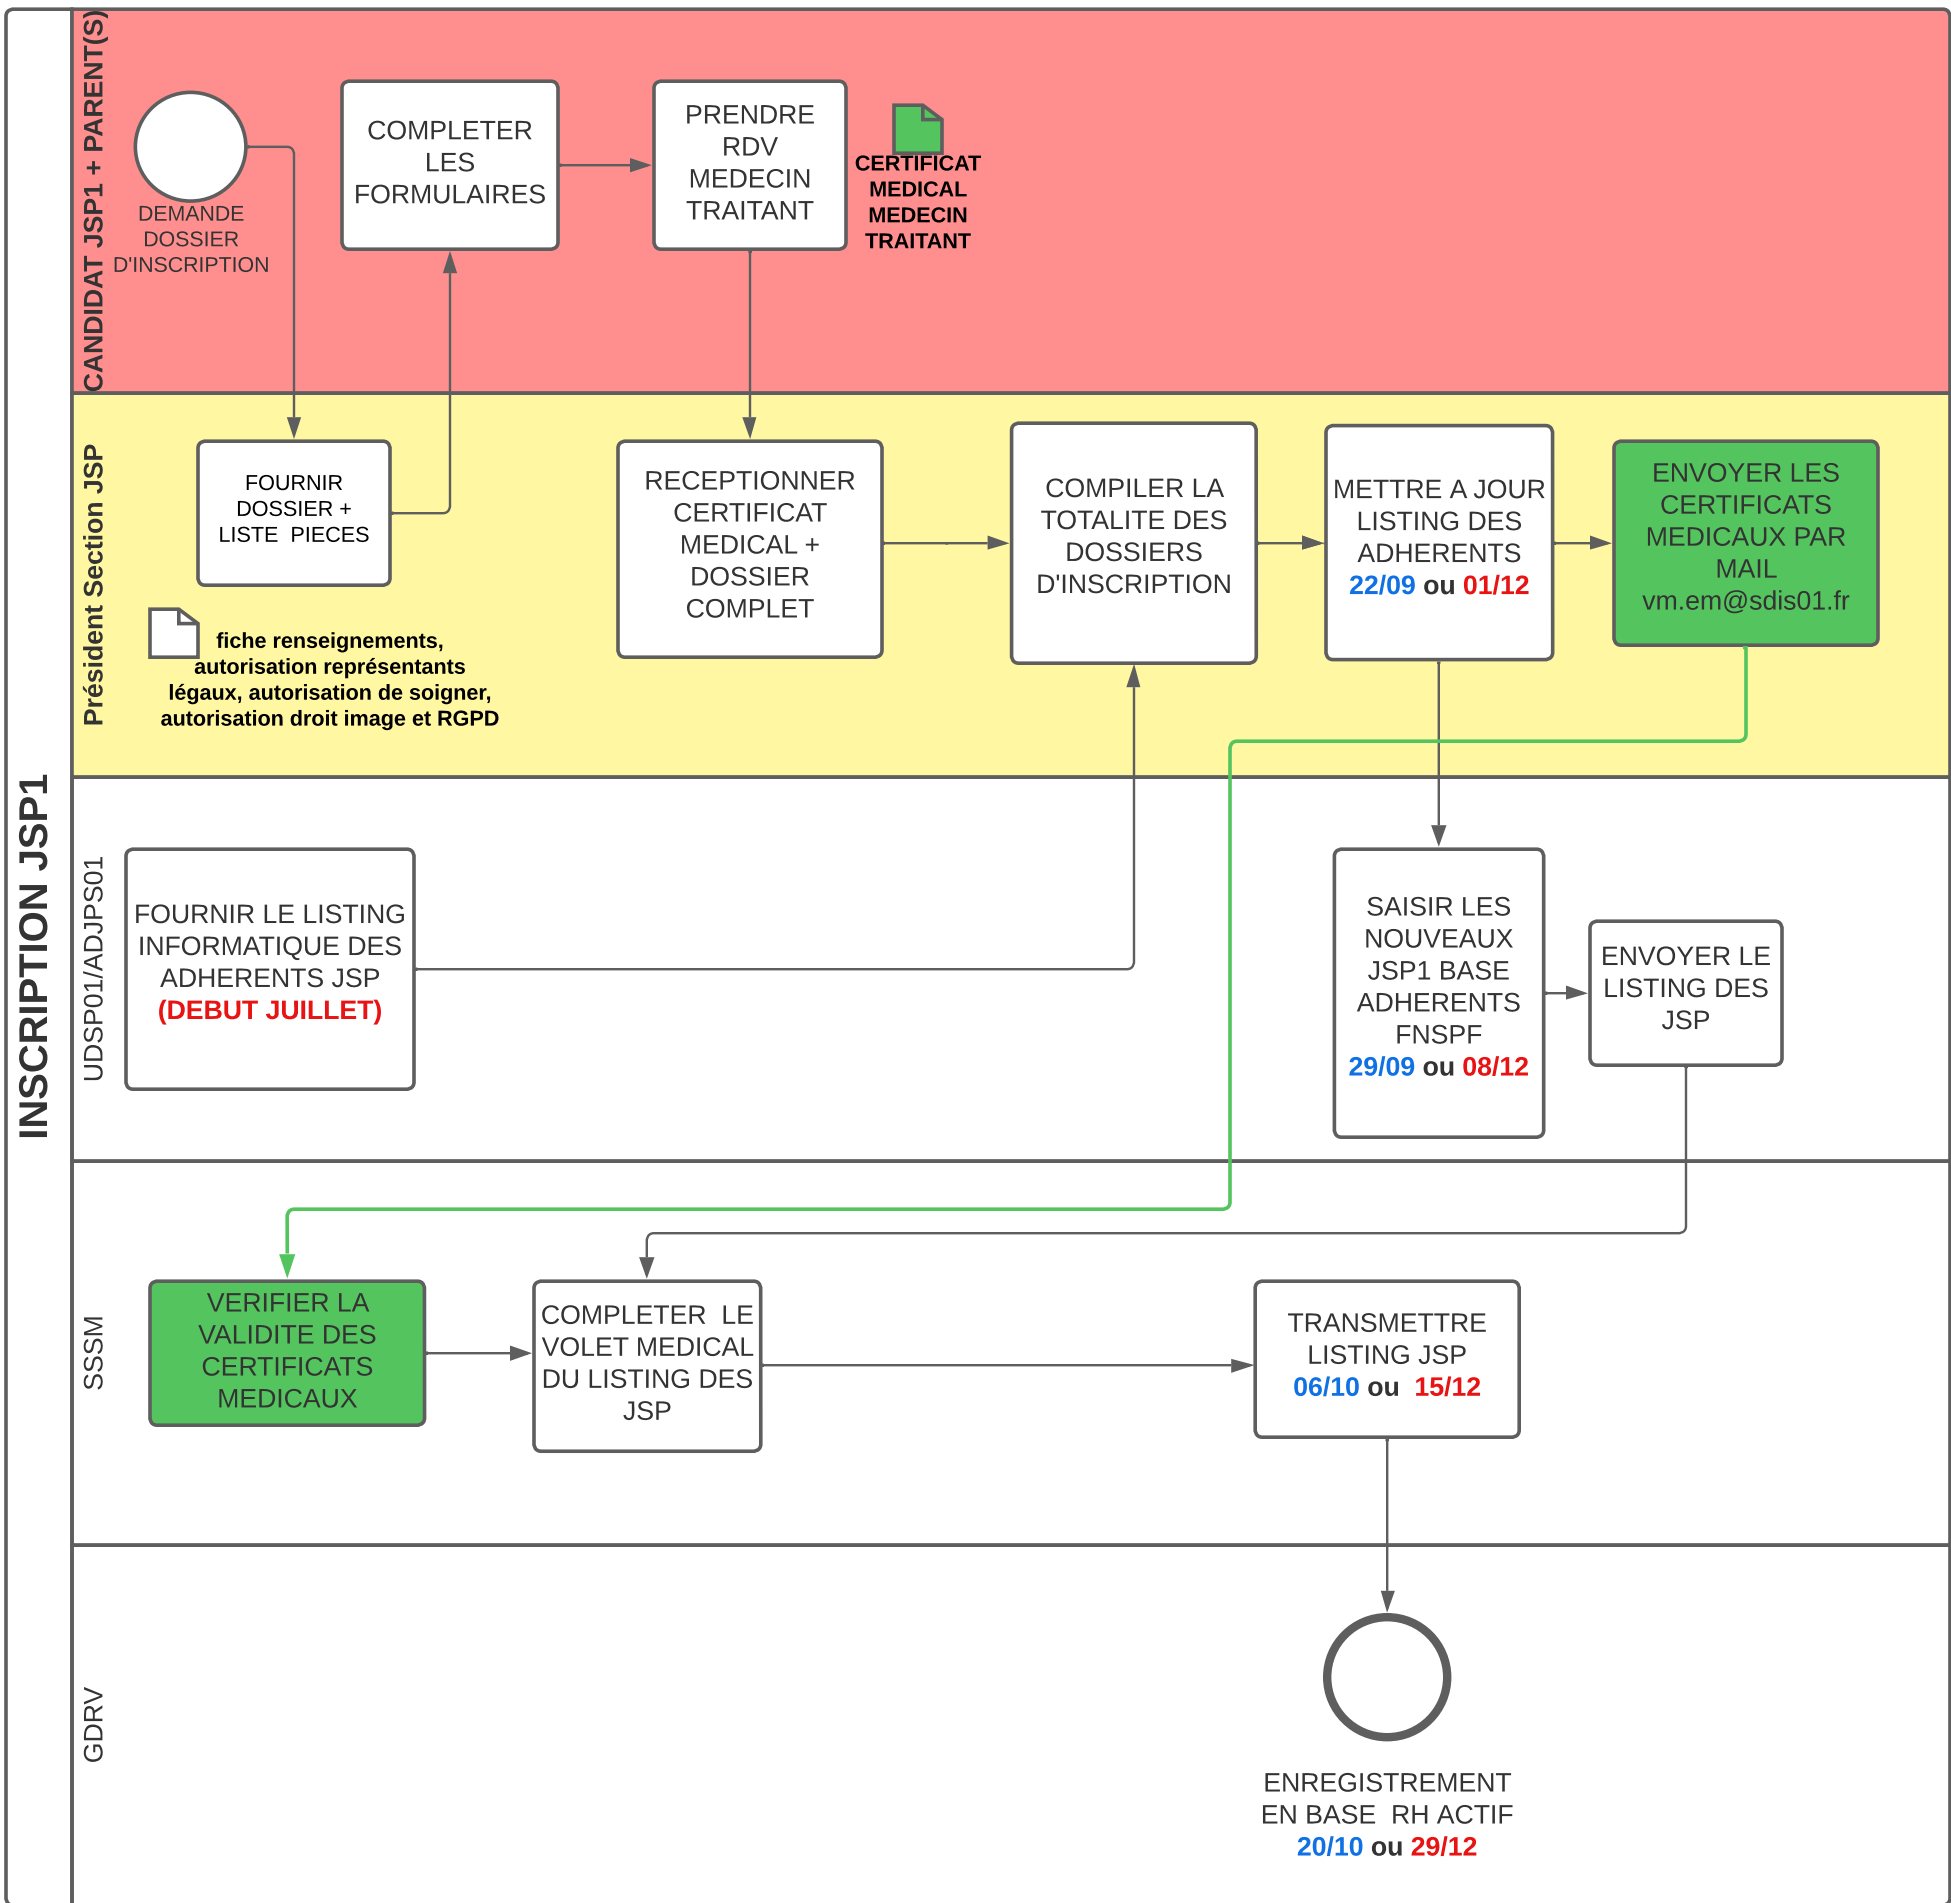 INSCRIPTION JSP1
CANDIDAT JSP1 + PARENT(S)
DEMANDE
DOSSIER
D'INSCRIPTION
COMPLETER
LES
FORMULAIRES
PRENDRE
RDV
MEDECIN
TRAITANT
CERTIFICAT
MEDICAL
MEDECIN
TRAITANT
Président Section JSP
FOURNIR
DOSSIER +
LISTE PIECES
fiche renseignements,
autorisation représentants
légaux, autorisation de soigner,
autorisation droit image et RGPD
RECEPTIONNER
CERTIFICAT
MEDICAL +
DOSSIER
COMPLET
COMPILER LA
TOTALITE DES
DOSSIERS
D'INSCRIPTION
METTRE A JOUR
LISTING DES
ADHERENTS
22/09 ou 01/12
ENVOYER LES
CERTIFICATS
MEDICAUX PAR
MAIL
vm.em@sdis01.fr
UDSP01/ADJPS01
FOURNIR LE LISTING
INFORMATIQUE DES
ADHERENTS JSP
(DEBUT JUILLET)
SAISIR LES
NOUVEAUX
JSP1 BASE
ADHERENTS
FNSPF
29/09 ou 08/12
ENVOYER LE
LISTING DES
JSP
SSSM
VERIFIER LA
VALIDITE DES
CERTIFICATS
MEDICAUX
COMPLETER LE
VOLET MEDICAL
DU LISTING DES
JSP
TRANSMETTRE
LISTING JSP
06/10 ou 15/12
GDRV
ENREGISTREMENT
EN BASE RH ACTIF
20/10 ou 29/12